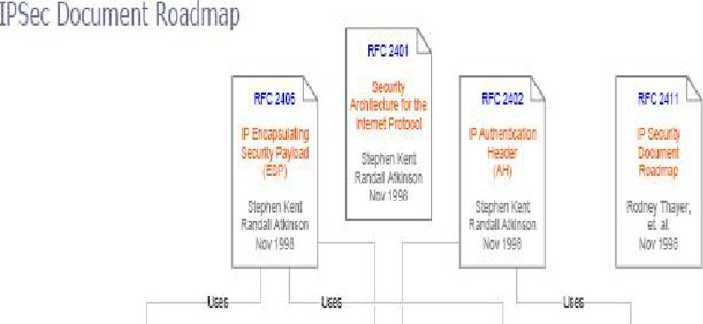 IPSec Document Roadmap
RFC 2401
Security
Architecture for the
Internet Protocol
Stephen Kent
Randall Atkinson
Nov 1998
RFC 2406
IP Encapsulating
Security Payload
(ESP)
Stephen Kent
Randall Atkinson
Nov 1998
RFC 2402
IP Authentication
Header
(AH)
Stephen Kent
Randall Atkinson
Nov 1998
RFC 2411
IP Security
Document
Roadmap
Rodney Thayer,
et. al.
Nov 1998
Uses
Uses
Uses